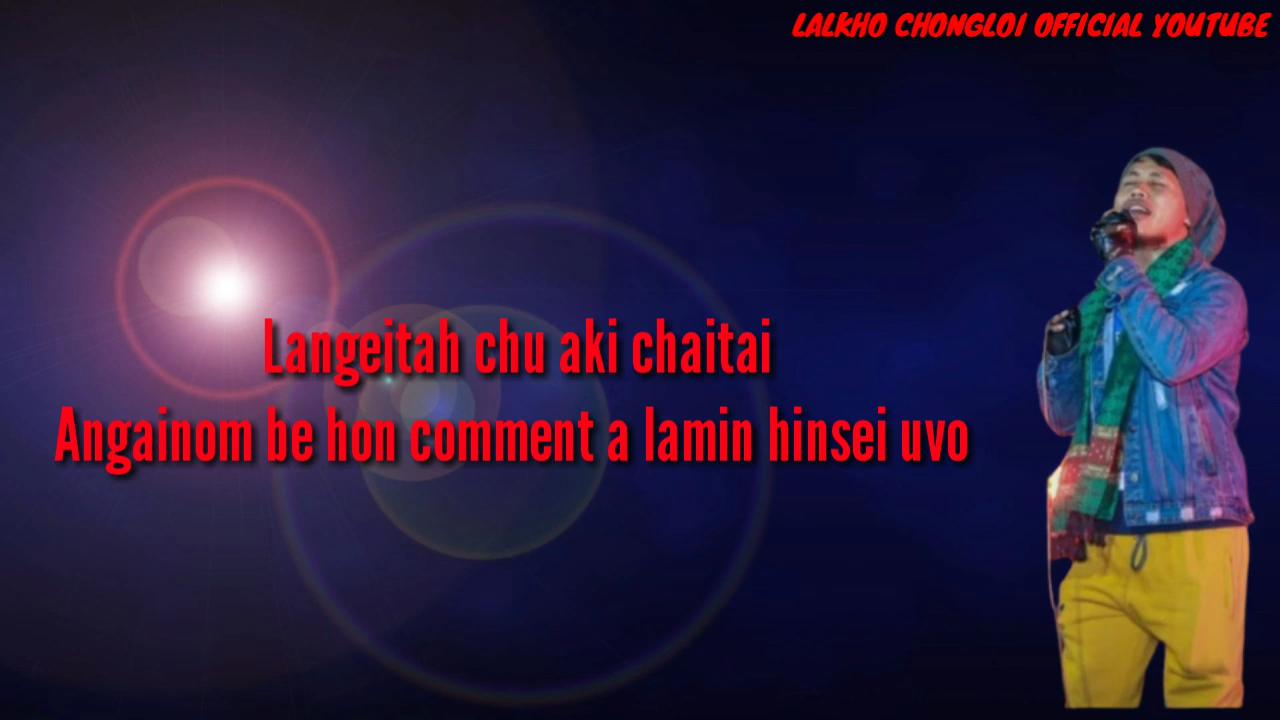 LALKHO CHONGLOI OFFICIAL YOUTUBE
Langeitah chu aki chaitai
Angainom be hon comment a lamin hinsei uvo